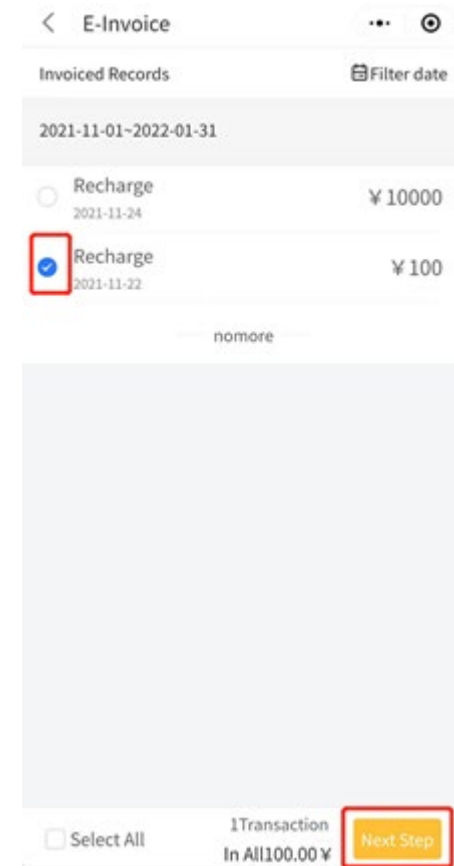 E-Invoice
Invoiced Records Filter date
2021-11-01~2022-01-31
Recharge
¥10000
2021-11-24
Recharge
¥100
2021-11-22
nomore
Select All
1Transaction
In All100.00¥
Next Step